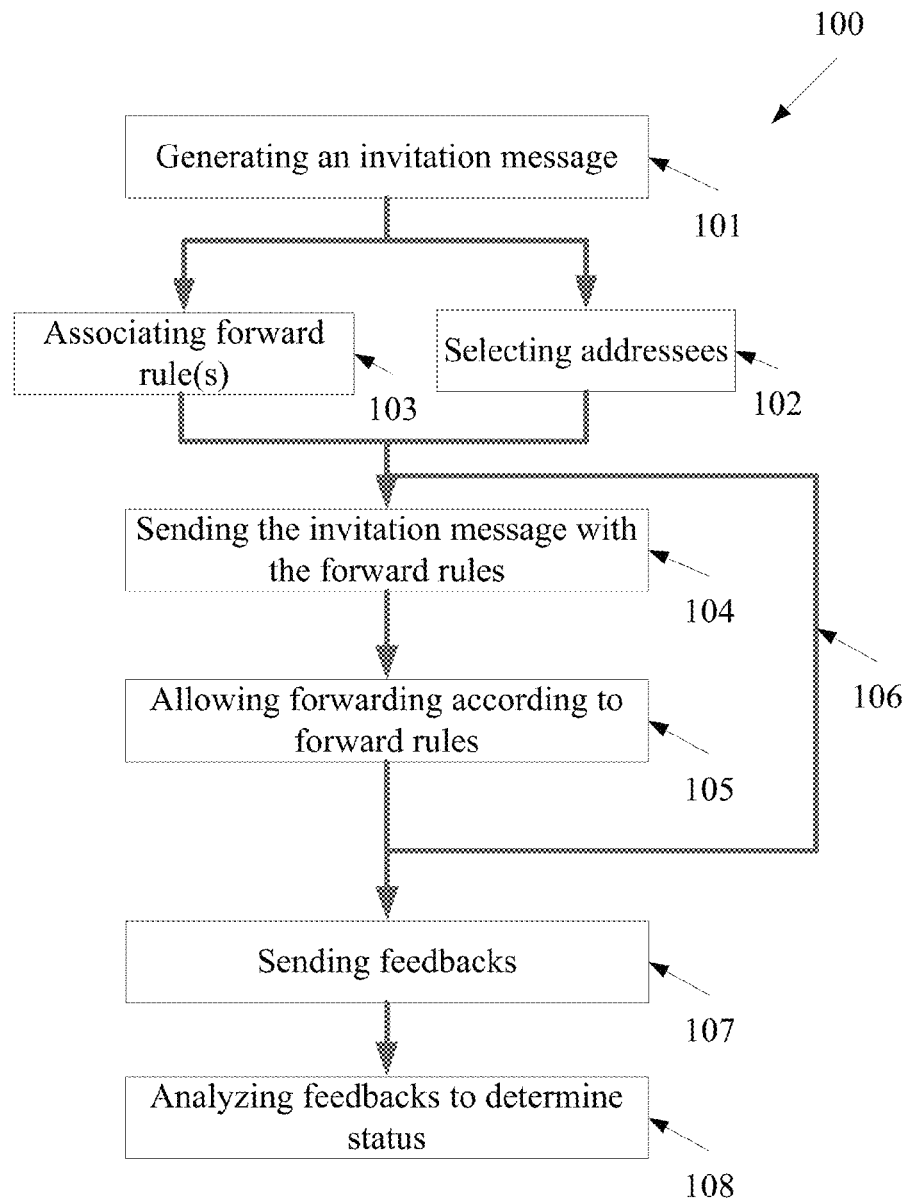 100
Generating an invitation message
101
Associating forward
rule(s)
103
Selecting addressees
102
Sending the invitation message with
the forward rules
104
Allowing forwarding according to
forward rules
105
106
Sending feedbacks
107
Analyzing feedbacks to determine
status
108